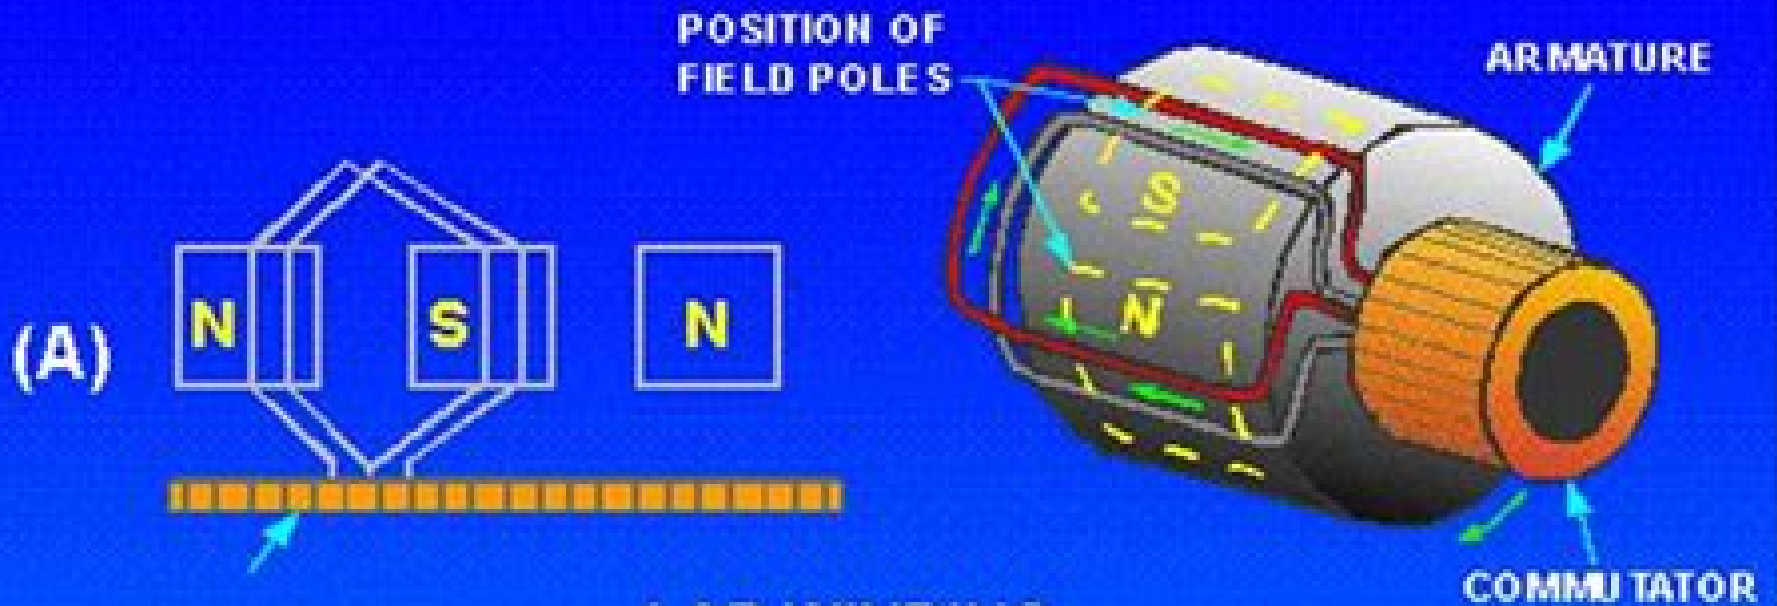 POSITION OF
FIELD POLES
ARMATURE
(A)
N
S
N
S
N
COMMUTATOR